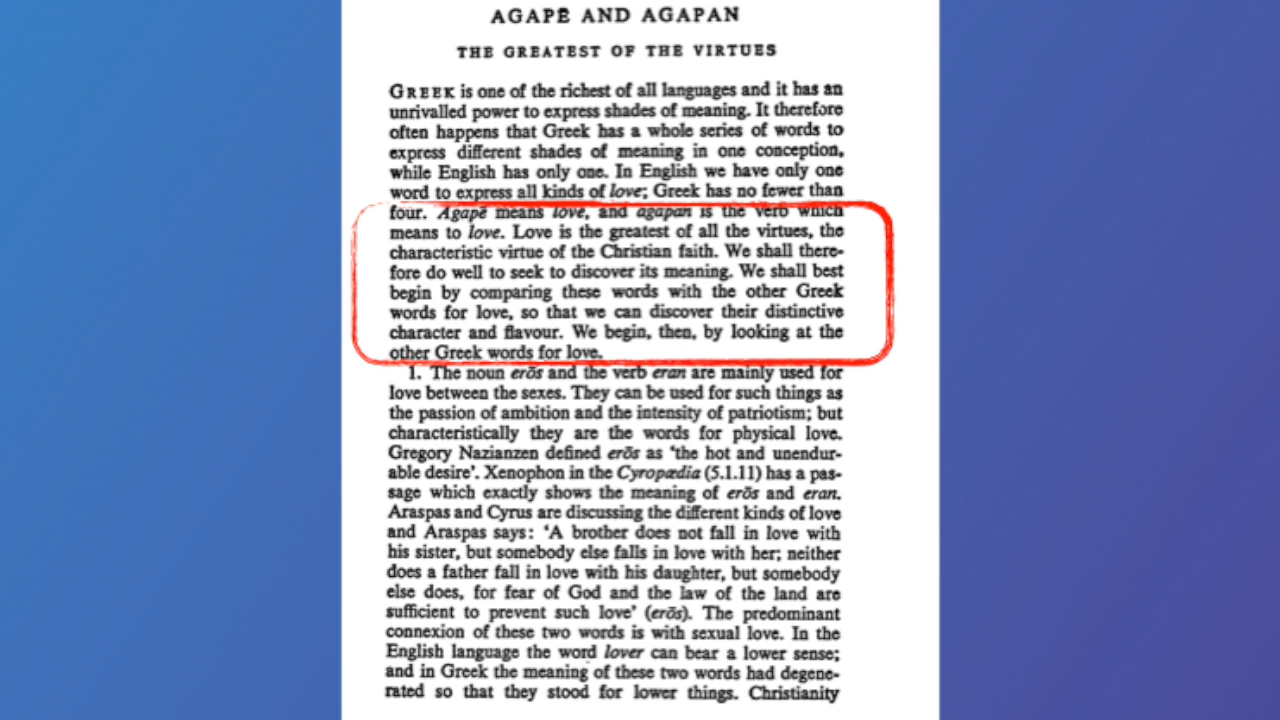 AGAPĒ AND AGAPAN
THE GREATEST OF THE VIRTUES
GREEK is one of the richest of all languages and it has an
unrivalled power to express shades of meaning. It therefore
often happens that Greek has a whole series of words to
express different shades of meaning in one conception,
while English has only one. In English we have only one
word to express all kinds of love; Greek has no fewer than
four. Agapē means love, and agapan is the verb which
means to love. Love is the greatest of all the virtues, the
characteristic virtue of the Christian faith. We shall there-
fore do well to seek to discover its meaning. We shall best
begin by comparing these words with the other Greek
words for love, so that we can discover their distinctive
character and flavour. We begin, then, by looking at the
other Greek words for love.
1. The noun erōs and the verb eran are mainly used for
love between the sexes. They can be used for such things as
the passion of ambition and the intensity of patriotism; but
characteristically they are the words for physical love.
Gregory Nazianzen defined erōs as 'the hot and unendur-
able desire'. Xenophon in the Cyropædia (5.1.11) has a pas-
sage which exactly shows the meaning of erōs and eran.
Araspas and Cyrus are discussing the different kinds of love
and Araspas says: 'A brother does not fall in love with
his sister, but somebody else falls in love with her; neither
does a father fall in love with his daughter, but somebody
else does, for fear of God and the law of the land are
sufficient to prevent such love' (erōs). The predominant
connexion of these two words is with sexual love. In the
English language the word lover can bear a lower sense;
and in Greek the meaning of these two words had degene-
rated so that they stood for lower things. Christianity